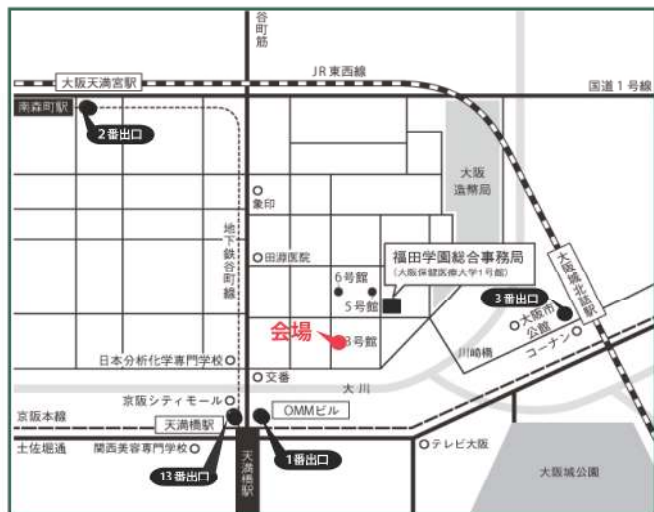 谷町筋
JR東西線
大阪天満宮駅
国道1号線
南森町駅
2番出口
大阪
造幣局
象印
地下鉄谷町線
田淵医院
福田学園総合事務局
(大阪保健医療大学1号館)
大阪城北詰駅
6号館
5号館
3番出口
大阪市
公館
会場
3号館
コーナン
川崎橋
日本分析化学専門学校
交番
大川
京阪シティモール
京阪本線
天満橋駅
OMMビル
土佐堀通
関西美容専門学校
テレビ大阪
1番出口
13番出口
天満橋駅
大阪城公園